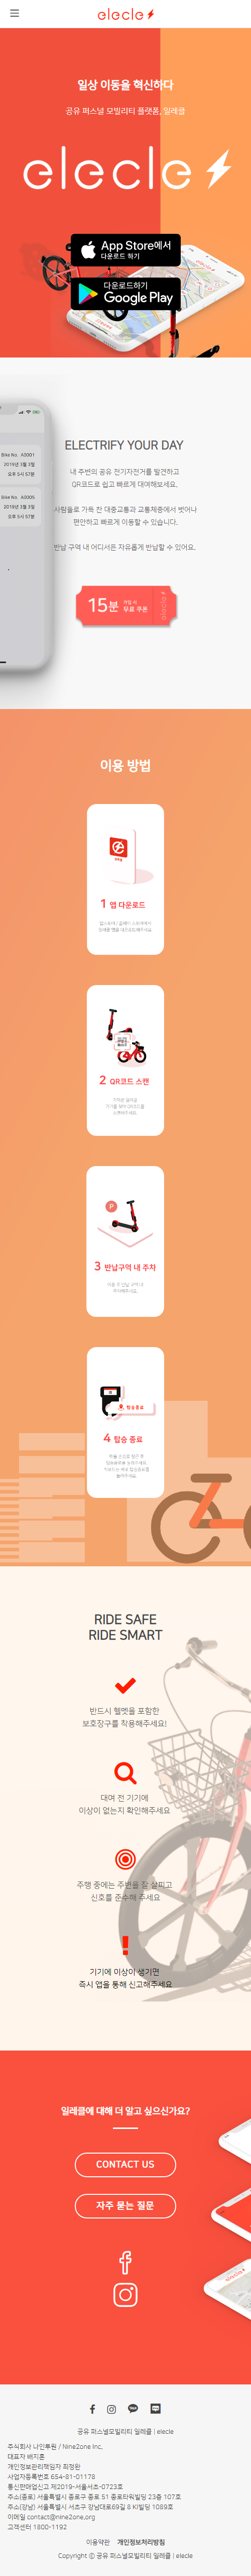 elecle
일상 이동을 혁신하다
공유 퍼스널 모빌리티 플랫폼, 일레클
elecle
App Store에서
다운로드 하기
다운로드하기
Google Play
Bike No. A0001
2019년 3월 3일
오후 5시 57분
Bike No. A0005
2019년 3월 3일
오후 5시 57분
ELECTRIFY YOUR DAY
내 주변의 공유 전기자전거를 발견하고
QR코드로 쉽고 빠르게 대여하세요.
사람들로 가득 찬 대중교통과 교통체증에서 벗어나
편안하고 빠르게 이동할 수 있습니다.
반납 구역 내 어디서든 자유롭게 반납할 수 있어요.
15분
무료 쿠폰
elecle
이용 방법
1 앱 다운로드
2 QR코드 스캔
P
3 반납구역 내 주차
탑승종료
4 탑승 종료
RIDE SAFE
RIDE SMART
반드시 헬멧을 포함한
보호장구를 착용해주세요!
대여 전 기기에
이상이 없는지 확인해주세요
주행 중에는 주변을 잘 살피고
신호를 준수해 주세요
기기에 이상이 생기면
즉시 앱을 통해 신고해주세요
일레클에 대해 더 알고 싶으신가요?
CONTACT US
자주 묻는 질문
공유 퍼스널모빌리티 일레클 | elecle
주식회사 나인투원 / Nine2one Inc.
대표자 배지훈
개인정보관리책임자 최정완
사업자등록번호 654-81-01178
통신판매업신고 제2019-서울서초-0723호
주소(종로) 서울특별시 종로구 종로 51 종로타워빌딩 23층 107호
주소(강남) 서울특별시 서초구 강남대로69길 8 KI빌딩 1089호
이메일 contact@nine2one.org
고객센터 1800-1192
이용약관 개인정보처리방침
Copyright ⓒ 공유 퍼스널모빌리티 일레클 | elecle